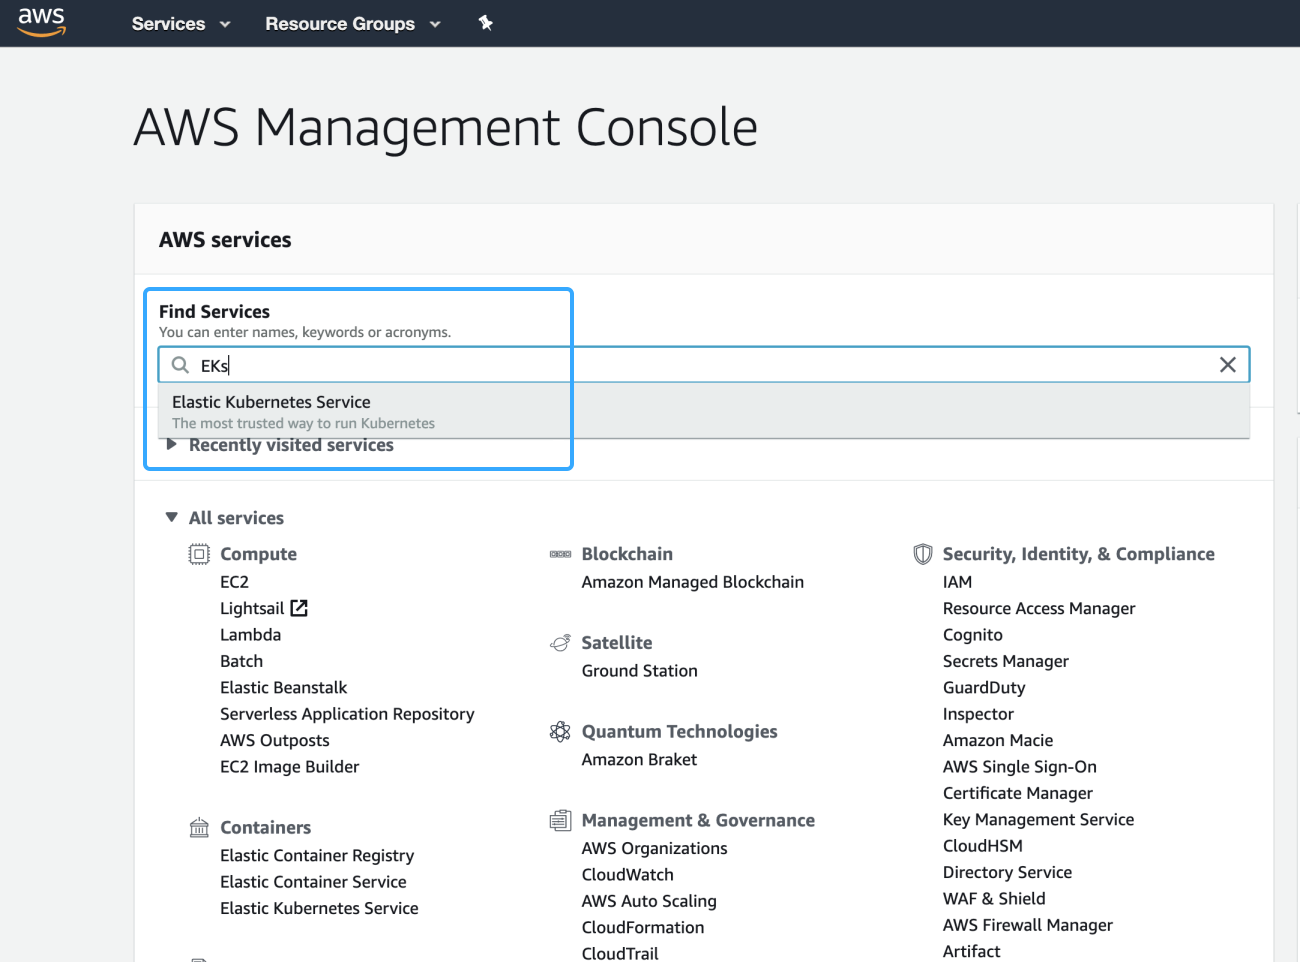 aws
Services
Resource Groups
AWS Management Console
AWS services
Find Services
You can enter names, keywords or acronyms.
EKs
Elastic Kubernetes Service
The most trusted way to run Kubernetes
Recently visited services
All services
Compute
EC2
Lightsail
Lambda
Batch
Elastic Beanstalk
Serverless Application Repository
AWS Outposts
EC2 Image Builder
Containers
Elastic Container Registry
Elastic Container Service
Elastic Kubernetes Service
Blockchain
Amazon Managed Blockchain
Satellite
Ground Station
Quantum Technologies
Amazon Braket
Management & Governance
AWS Organizations
CloudWatch
AWS Auto Scaling
CloudFormation
CloudTrail
Security, Identity, & Compliance
IAM
Resource Access Manager
Cognito
Secrets Manager
GuardDuty
Inspector
Amazon Macie
AWS Single Sign-On
Certificate Manager
Key Management Service
CloudHSM
Directory Service
WAF & Shield
AWS Firewall Manager
Artifact